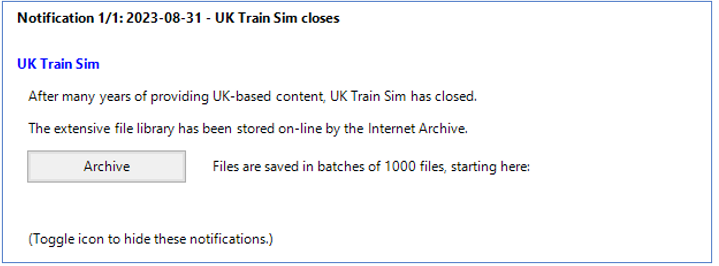 Notification 1/1: 2023-08-31 - UK Train Sim closes
UK Train Sim
After many years of providing UK-based content, UK Train Sim has closed.
The extensive file library has been stored on-line by the Internet Archive.
Archive Files are saved in batches of 1000 files, starting here:
(Toggle icon to hide these notifications.)